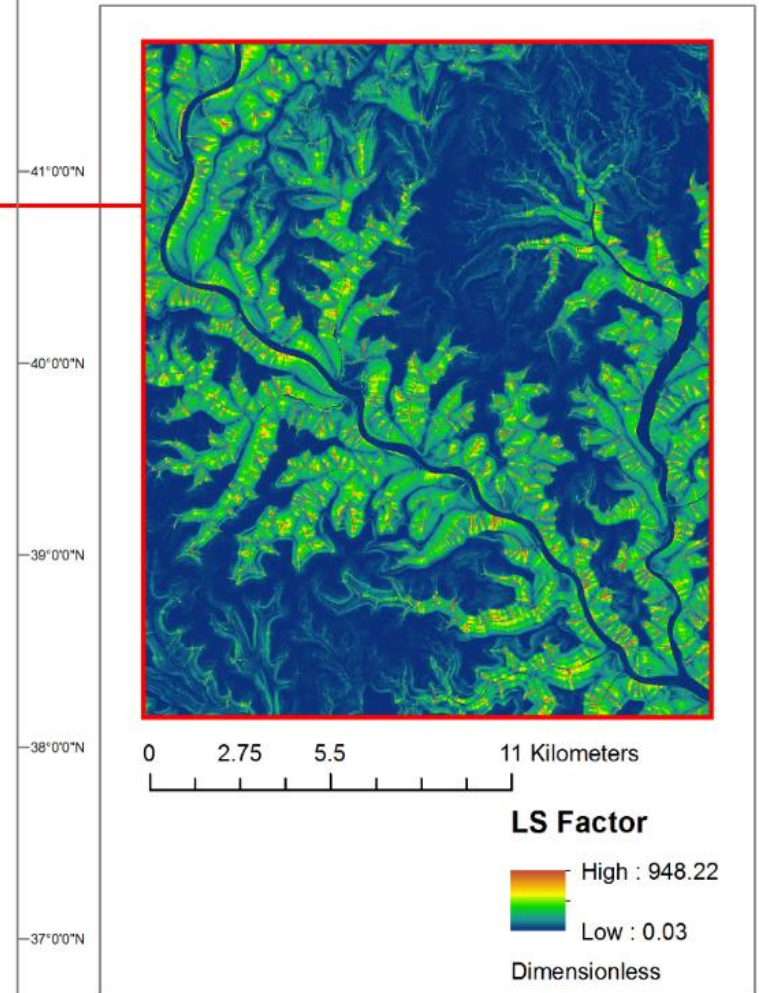 41°0'0"N
40°0'0"N
39°0'0"N
38°0'0"N
37°0'0"N
0 2.75 5.5 11 Kilometers
LS Factor
High : 948.22
Low : 0.03
Dimensionless